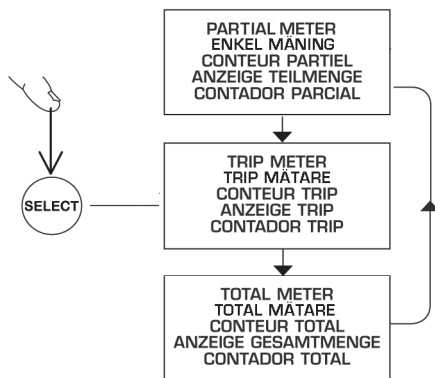 PARTIAL METER
ENKEL MÄNING
CONTEUR PARTIEL
ANZEIGE TEILMENGE
CONTADOR PARCIAL
SELECT
TRIP METER
TRIP MÄTARE
CONTEUR TRIP
ANZEIGE TRIP
CONTADOR TRIP
TOTAL METER
TOTAL MÄTARE
CONTEUR TOTAL
ANZEIGE GESAMTMENGE
CONTADOR TOTAL